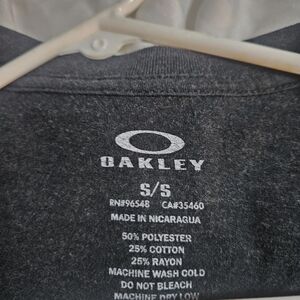 OAKLEY
S/S
RN#96548 CA#35460
MADE IN NICARAGUA
50% POLYESTER
25% COTTON
25% RAYON
MACHINE WASH COLD
DO NOT BLEACH
MACHINE DRY LOW